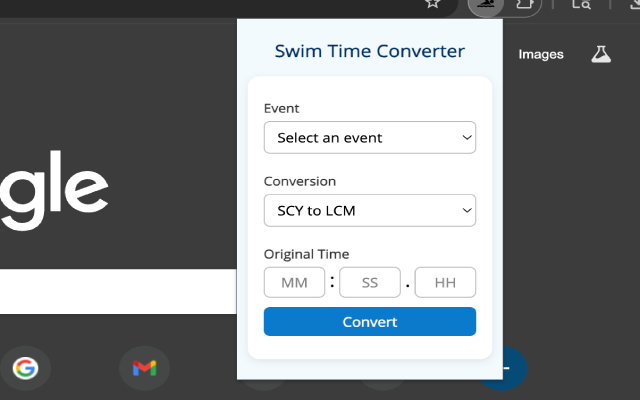 Swim Time Converter
Images
Event
Select an event
Conversion
SCY to LCM
gle
Original Time
MM : SS . HH
Convert